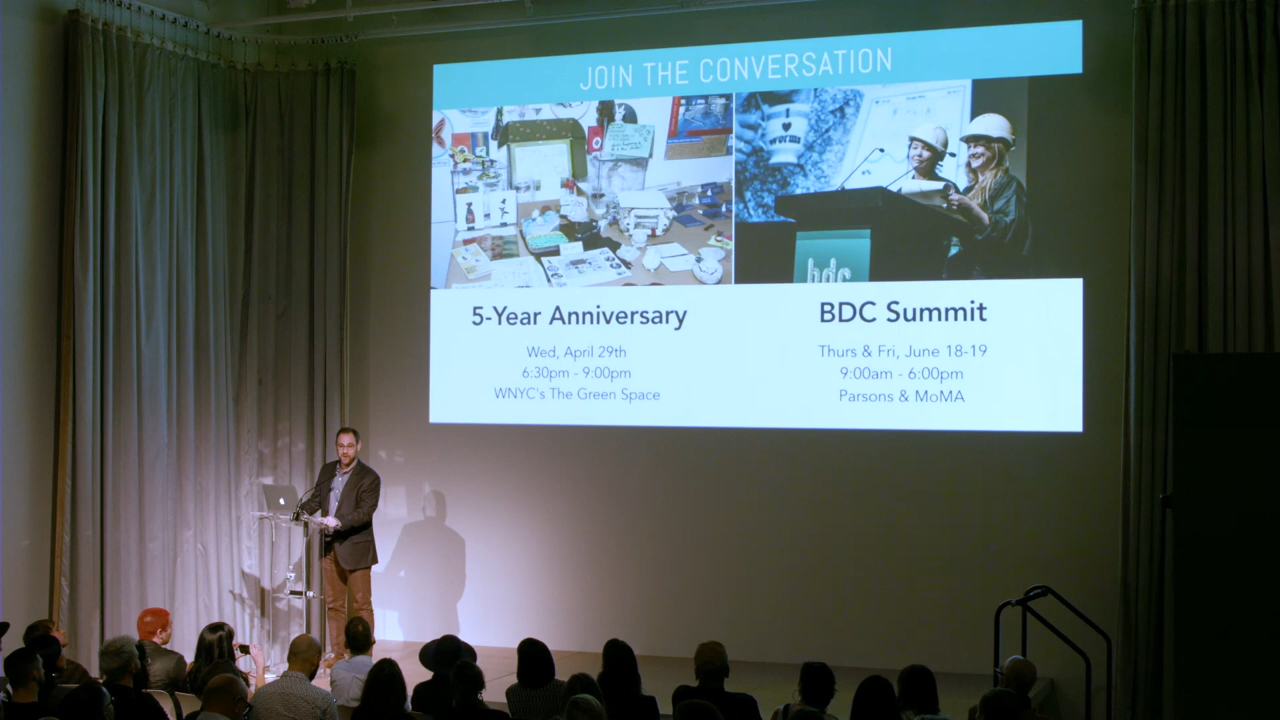 JOIN THE CONVERSATION
I
worms
bdc
5-Year Anniversary
Wed, April 29th
6:30pm - 9:00pm
WNYC's The Green Space
BDC Summit
Thurs & Fri, June 18-19
9:00am - 6:00pm
Parsons & MoMA